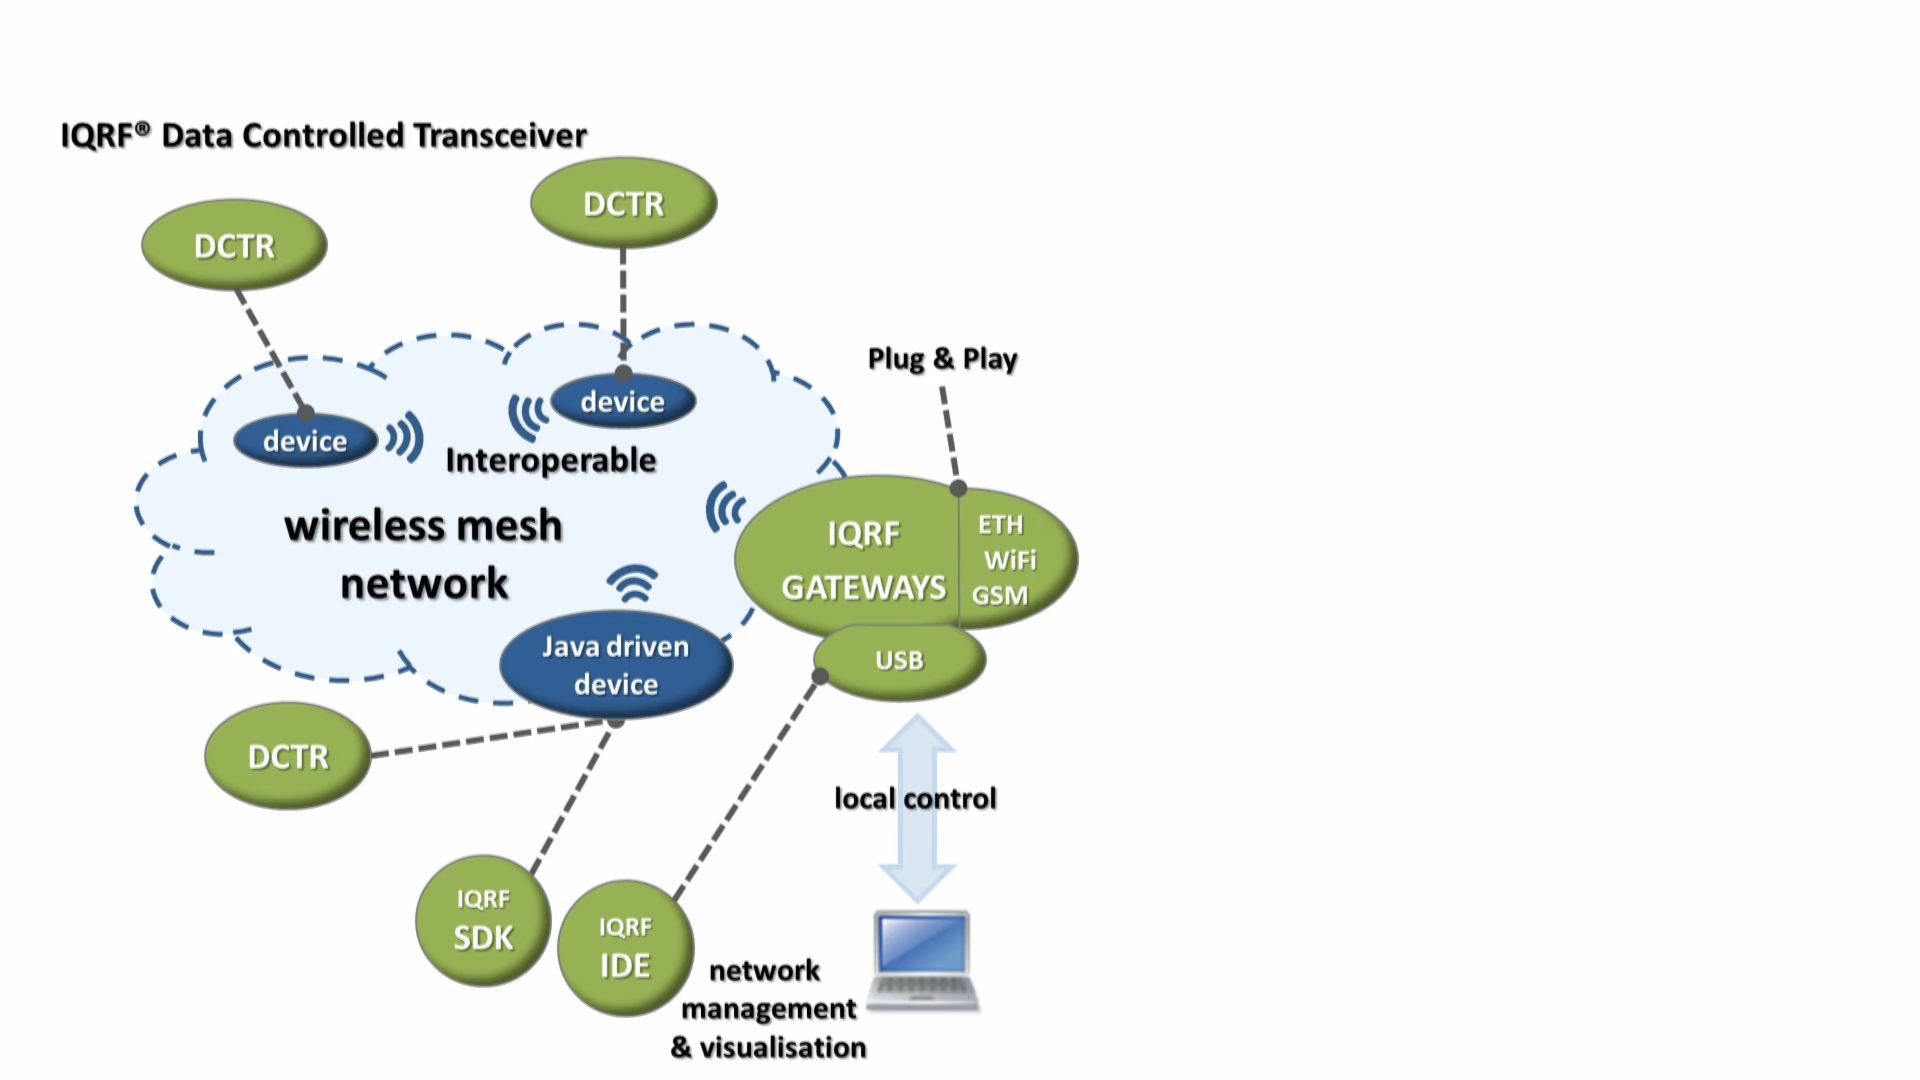 IQRF® Data Controlled Transceiver
DCTR
DCTR
Plug & Play
device
device
Interoperable
wireless mesh
network
IQRF
GATEWAYS
ETH
WiFi
GSM
USB
Java driven
device
DCTR
local control
IQRF
SDK
IQRF
IDE
network
management
& visualisation